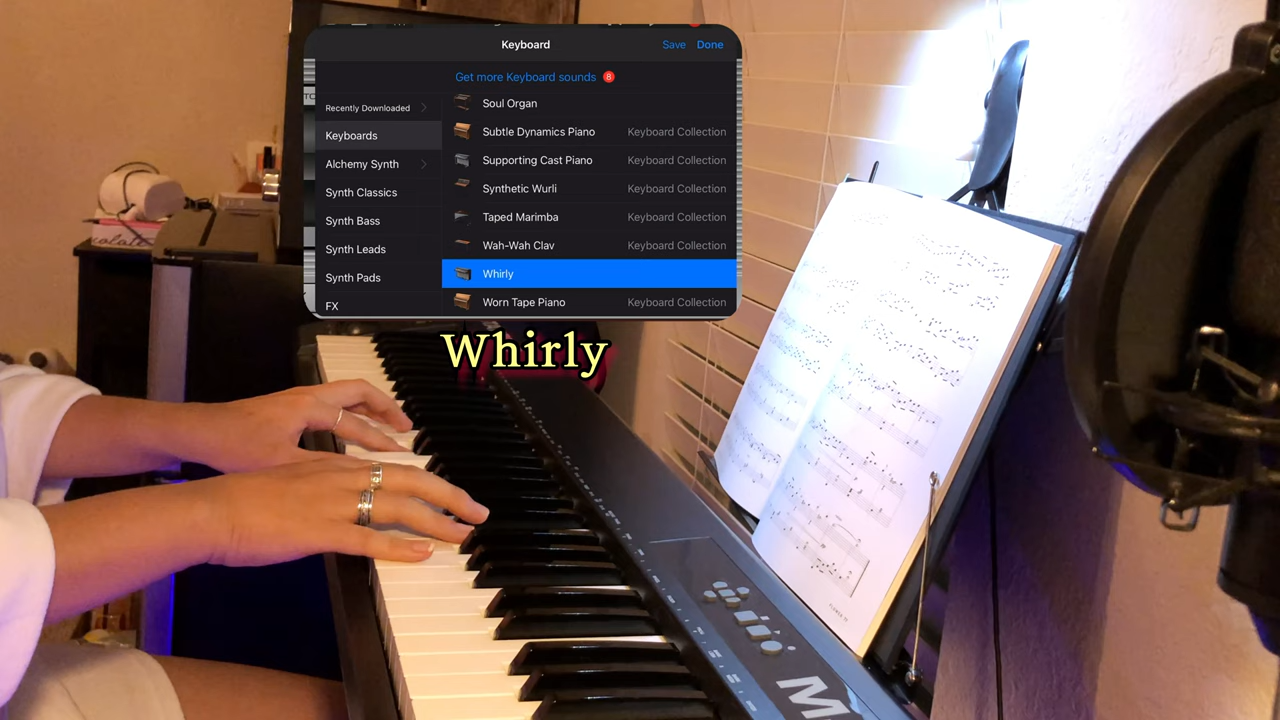 Keyboard Save Done
Get more Keyboard sounds 8
Recently Downloaded
Keyboards
Alchemy Synth
Synth Classics
Synth Bass
Synth Leads
Synth Pads
FX
Soul Organ
Subtle Dynamics Piano Keyboard Collection
Supporting Cast Piano Keyboard Collection
Synthetic Wurli Keyboard Collection
Taped Marimba Keyboard Collection
Wah-Wah Clav Keyboard Collection
Whirly
Worn Tape Piano Keyboard Collection
Whirly